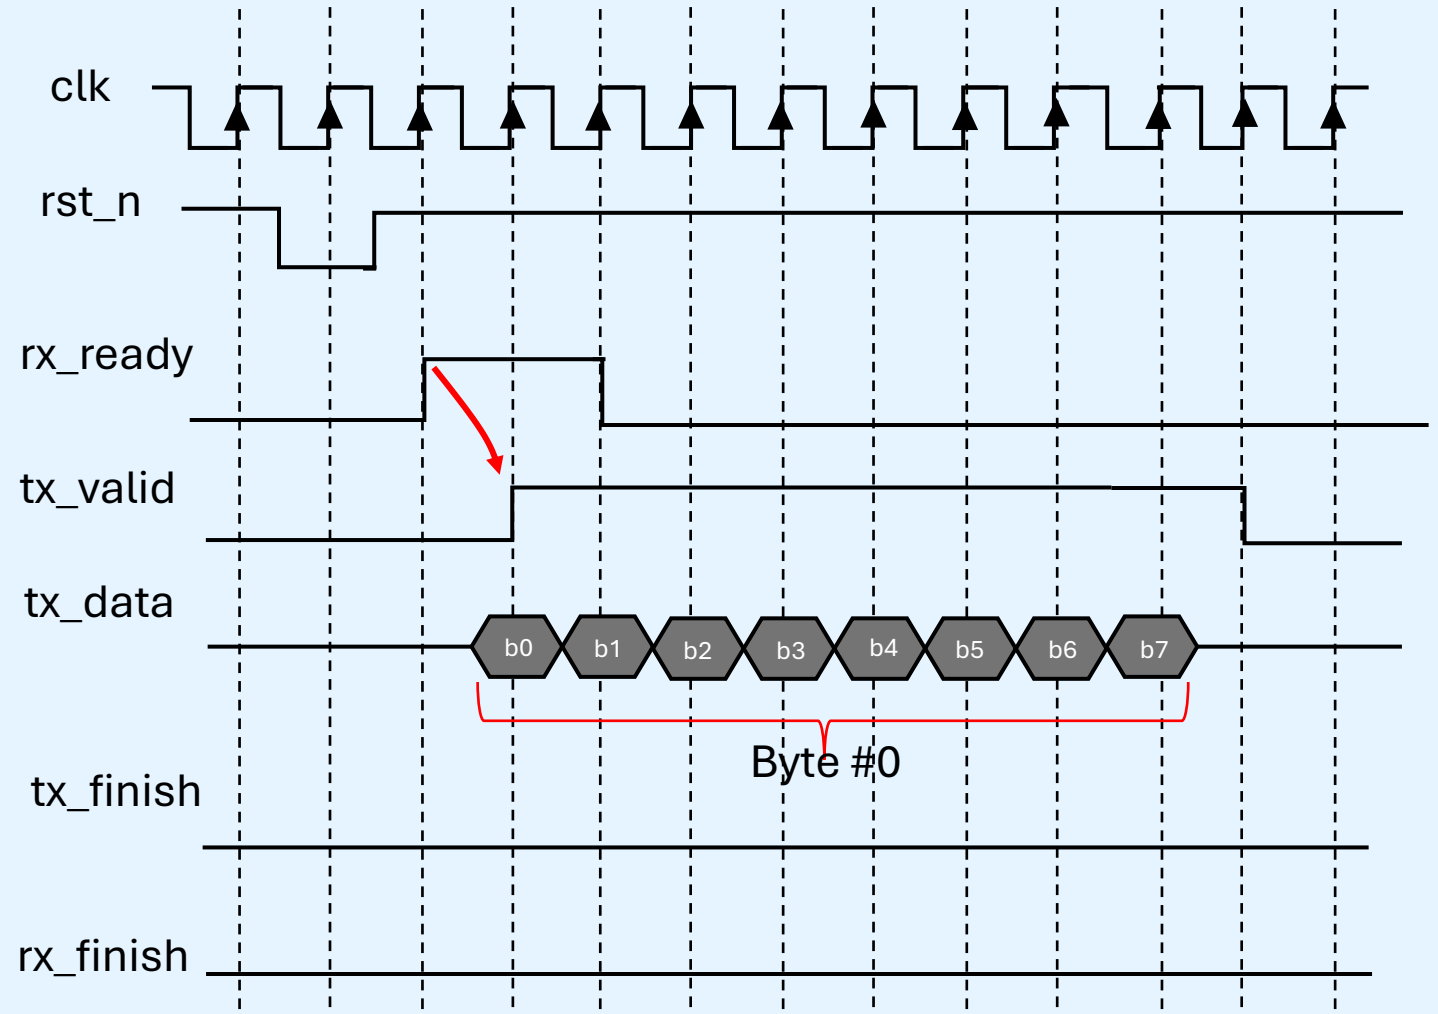 clk
rst_n
rx_ready
tx_valid
tx_data
b0 b1 b2 b3 b4 b5 b6 b7
Byte #0
tx_finish
rx_finish